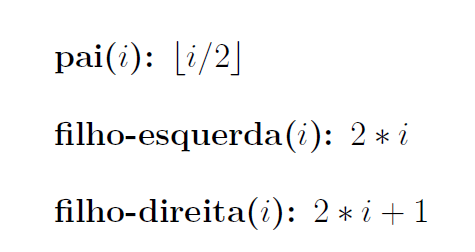 pai(i): ⌊i/2⌋
filho-esquerda(i): 2 ∗ i
filho-direita(i): 2 ∗ i + 1